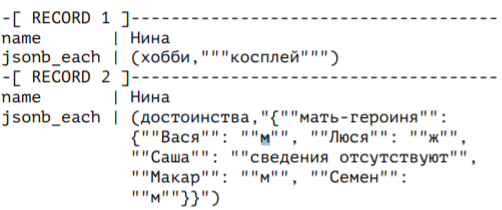 -[ RECORD 1 ]------------------------------------
name       | Нина
jsonb_each | (хобби,"""косплей""")
-[ RECORD 2 ]------------------------------------
name       | Нина
jsonb_each | (достоинства,"{""мать-героиня"":
{""Вася"": ""м"", ""Люся"": ""ж"",
""Саша"": ""сведения отсутствуют"",
""Макар"": ""м"", ""Семен"":
""м""}}")